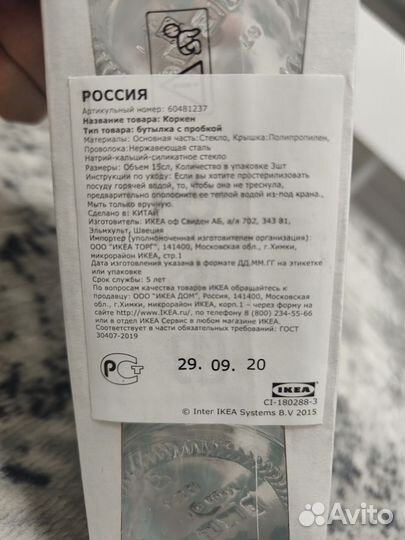 РОССИЯ
Артикульный номер: 60481237
Название товара: Коркен
Тип товара: бутылка с пробкой
Материалы: Основная часть:Стекло, Крышка:Полипропилен,
Проволока:Нержавеющая сталь
Натрий-кальций-силикатное стекло
Размеры: Объем 15сл, Количество в упаковке 3шт
Инструкции по уходу: Если вы хотите простерилизовать
посуду горячей водой, то, чтобы она не треснула,
предварительно ополосните ее теплой водой из-под крана.,
Мыть только вручную.
Сделано в: КИТАЙ
Изготовитель: ИКЕА оф Свиден АБ, а/я 702, 343 81,
Эльмхульт, Швеция
Импортер (уполномоченная изготовителем организация):
ООО "ИКЕА ТОРГ", 141400, Московская обл., г.Химки,
микрорайон ИКЕА, стр.1
Дата изготовления указана в формате ДД.ММ.ГГ на этикетке
или упаковке
Срок службы: 5 лет
По вопросам качества товаров ИКЕА обращайтесь к
продавцу: ООО "ИКЕА ДОМ", Россия, 141400, Московская
обл., г.Химки, микрорайон ИКЕА, корп.1 – через форму на
сайте http://www.IKEA.ru/, по телефону 8 (800) 234-55-66
или в отдел ИКЕА Сервис в любом магазине ИКЕА.
Соответствует в части обязательных требований: ГОСТ
30407-2019
РСТ 29. 09. 20
IKEA
CI-180288-3
© Inter IKEA Systems B.V 2015
Avito